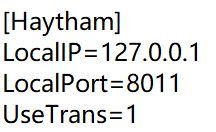 [Haytham]
LocalIP=127.0.0.1
LocalPort=8011
UseTrans=1